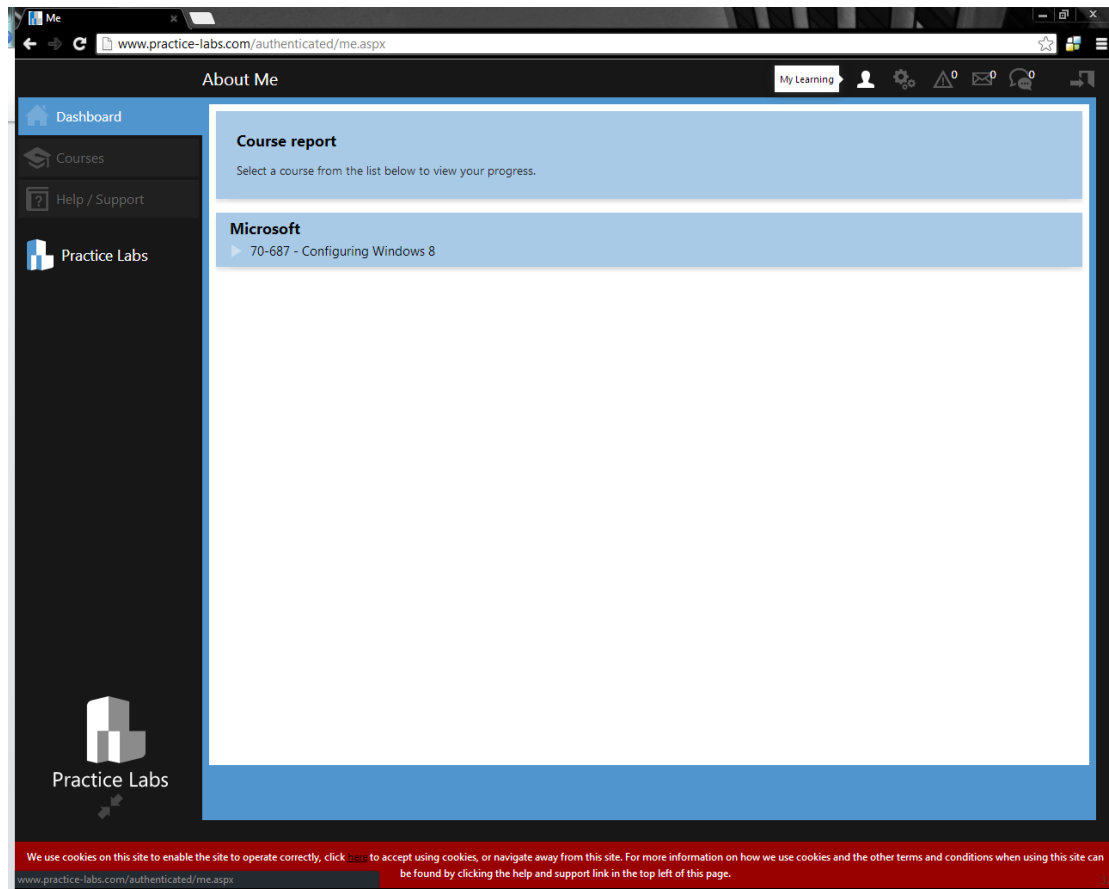 Me
www.practice-labs.com/authenticated/me.aspx
About Me
My Learning
0
0
0
Dashboard
Courses
Help / Support
Practice Labs
Course report
Select a course from the list below to view your progress.
Microsoft
70-687 - Configuring Windows 8
Practice Labs
We use cookies on this site to enable the site to operate correctly, click here to accept using cookies, or navigate away from this site. For more information on how we use cookies and the other terms and conditions when using this site can
be found by clicking the help and support link in the top left of this page.
www.practice-labs.com/authenticated/me.aspx